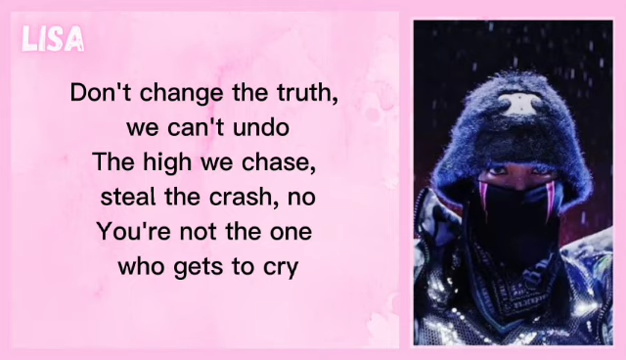 LISA
Don't change the truth,
we can't undo
The high we chase,
steal the crash, no
You're not the one
who gets to cry